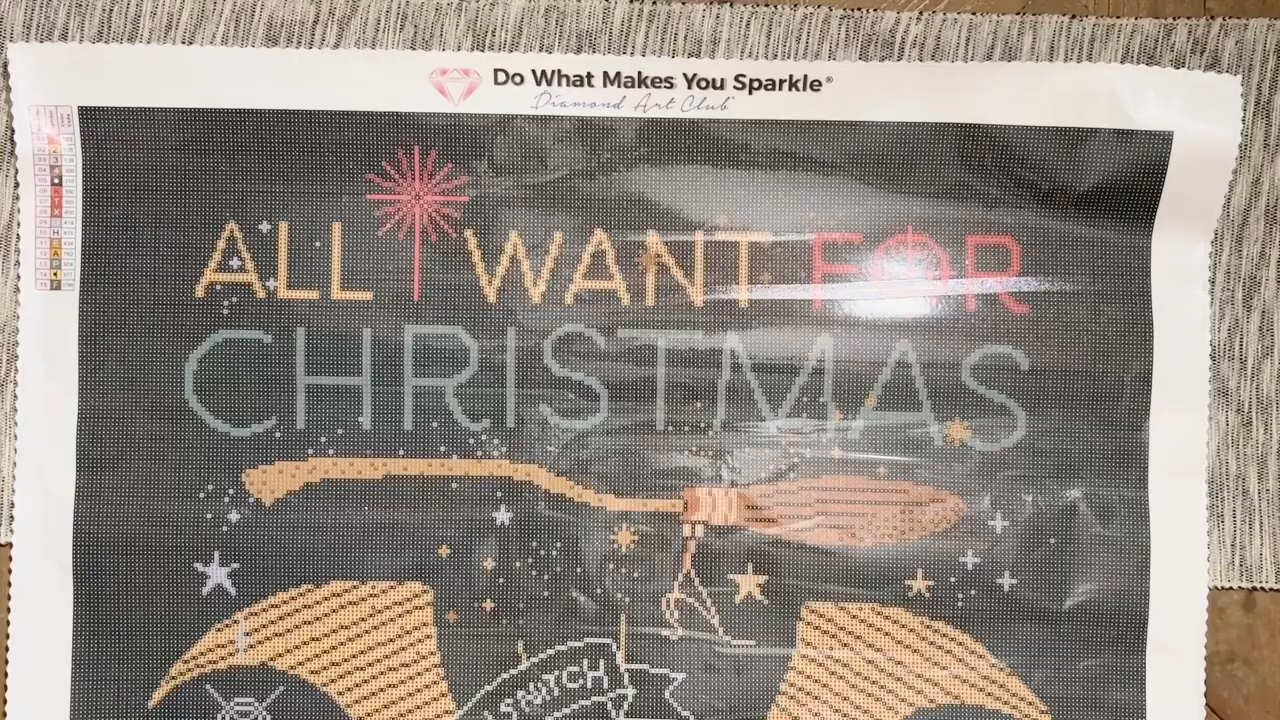 Do What Makes You Sparkle®
Diamond Art Club
ALL I WANT FOR
CHRISTMAS
SNITCH